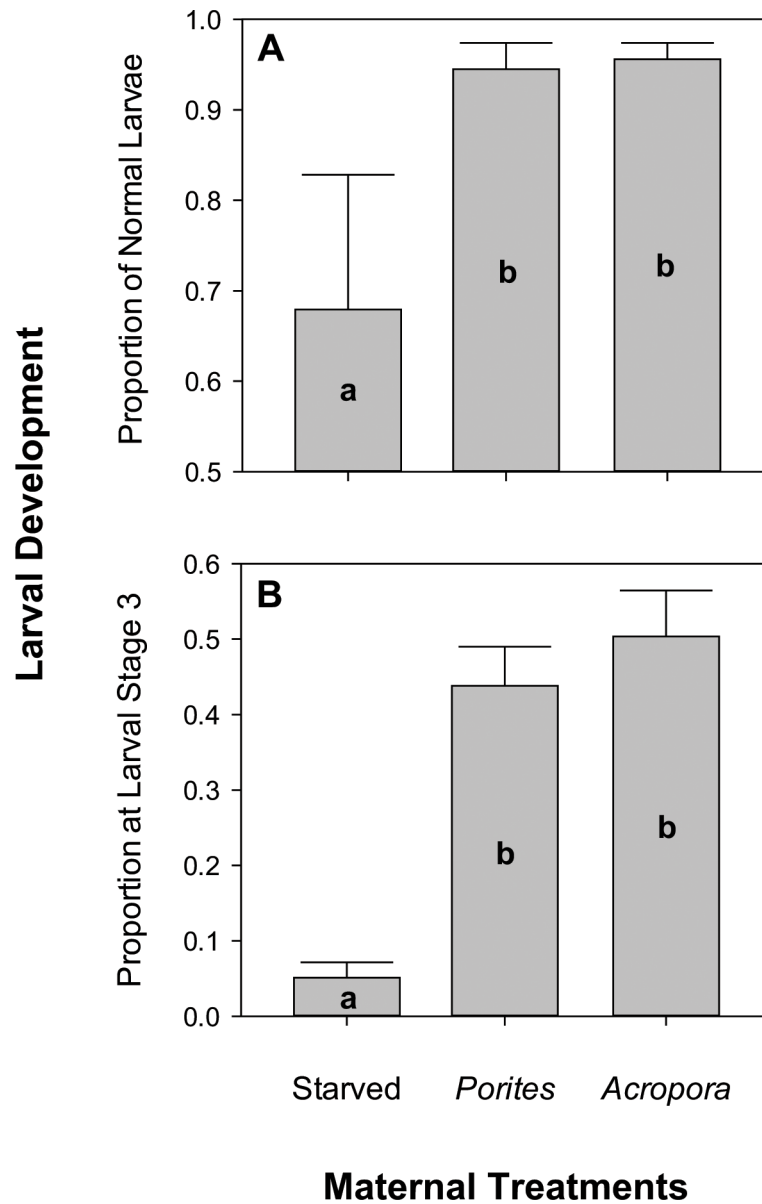 Larval Development
Proportion of Normal Larvae
A
1.0
0.9
0.8
0.7
0.6
0.5
a
b
b
Proportion at Larval Stage 3
B
0.6
0.5
0.4
0.3
0.2
0.1
0.0
a
b
b
Starved Porites Acropora
Maternal Treatments